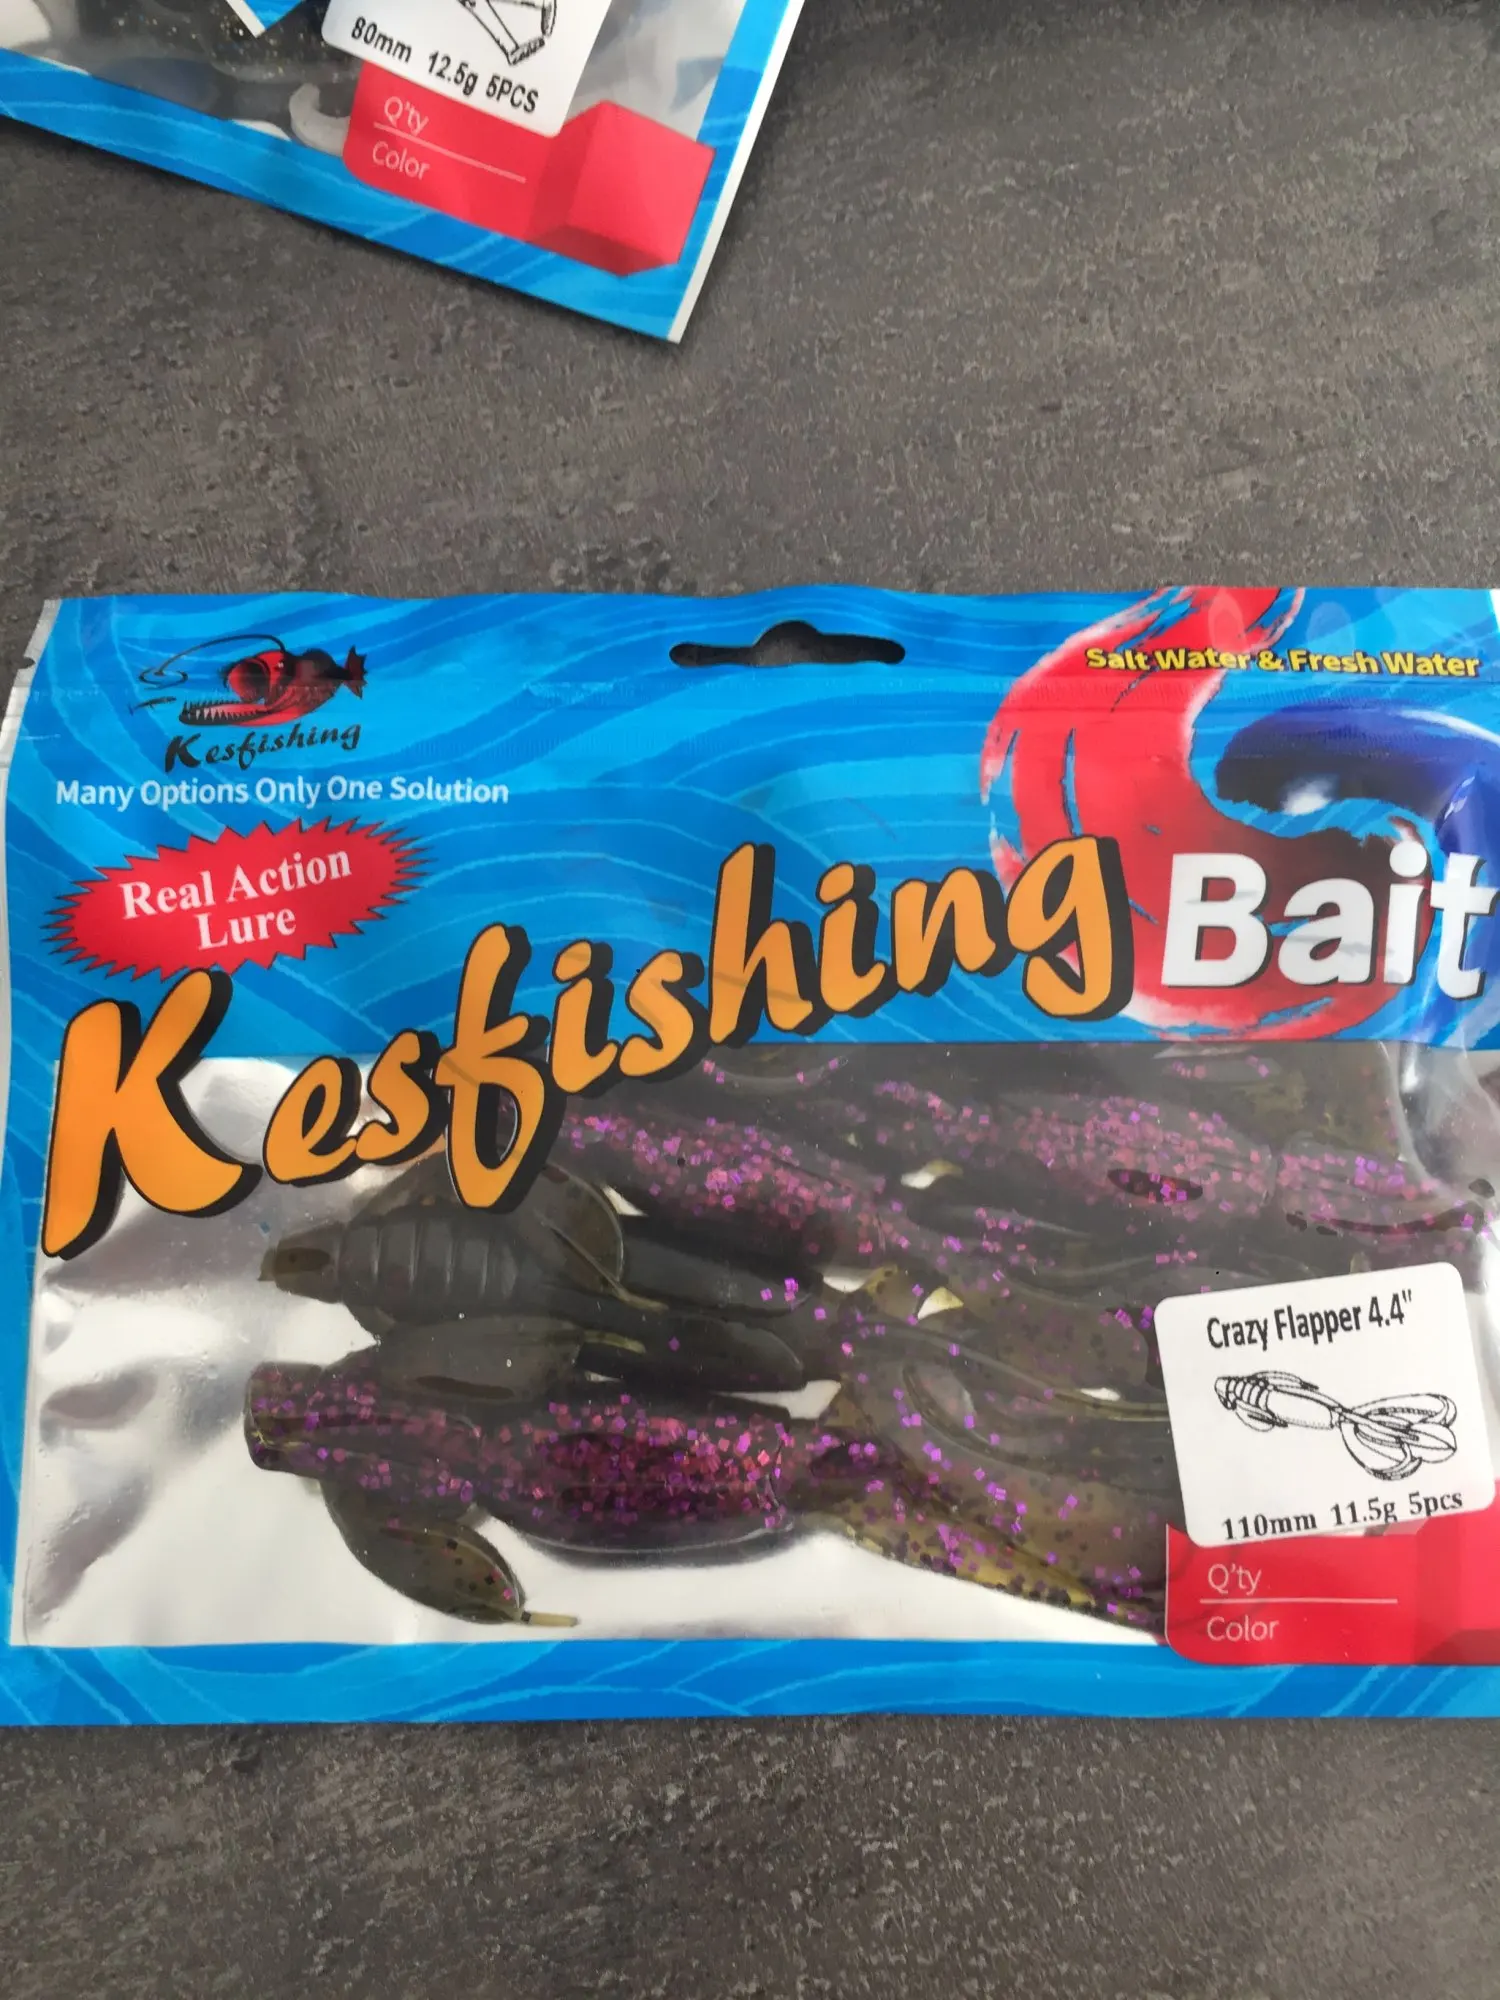 80mm 12.5g 5PCS
Q'ty
Color
Kesfishing
Many Options Only One Solution
Salt Water & Fresh Water
Real Action
Lure
Kesfishing Bait
Crazy Flapper 4.4"
110mm 11.5g 5pcs
Q'ty
Color